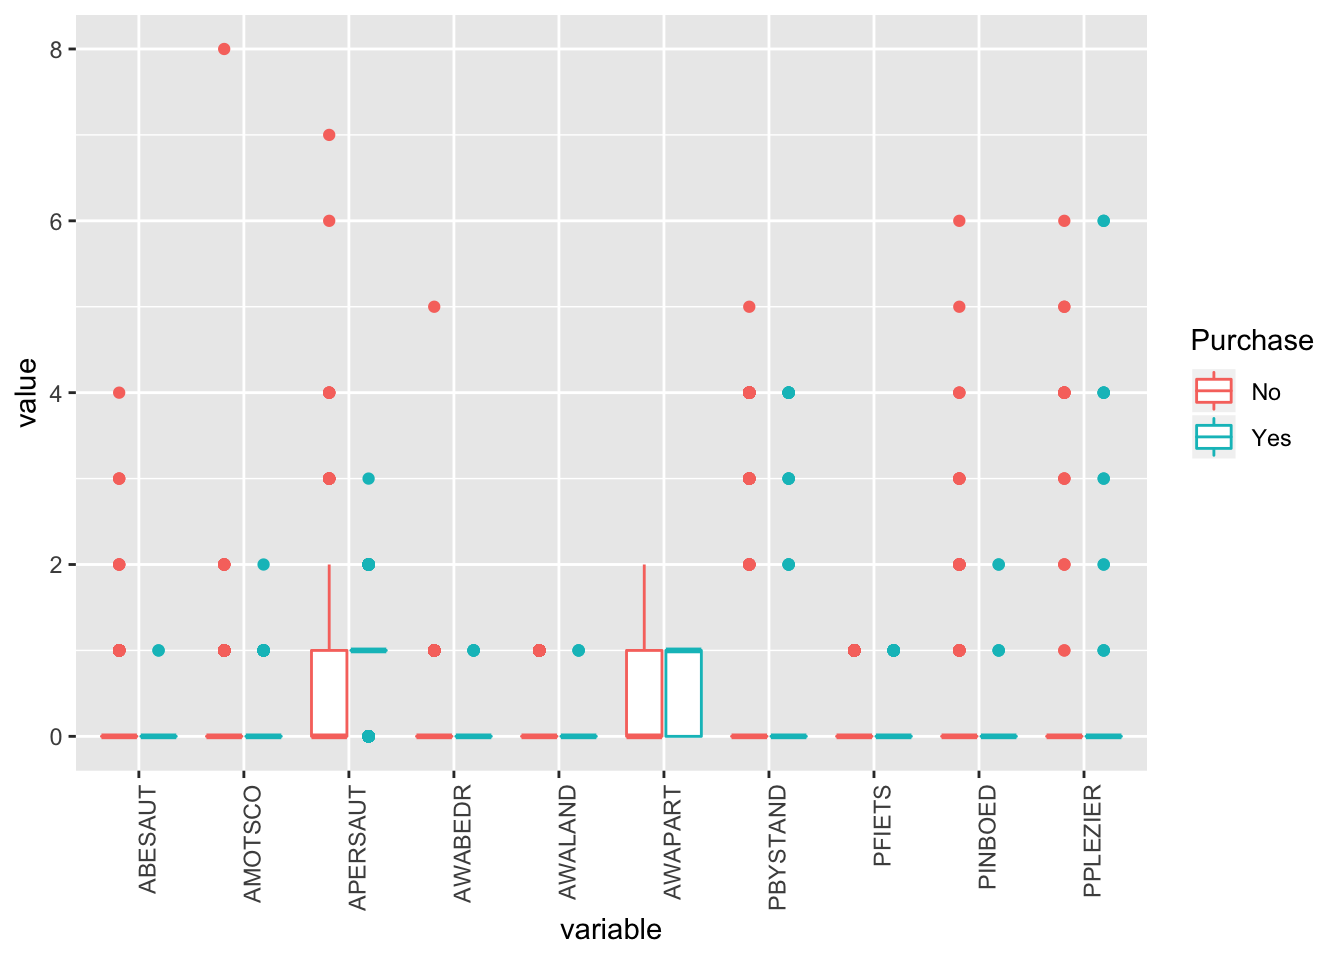 value
8
6
4
2
0
ABESAUT
AMOTSCO
APERSAUT
AWABEDR
AWALAND
AWAPART
PBYSTAND
PFIETS
PINBOED
PPLEZIER
variable
Purchase
No
Yes